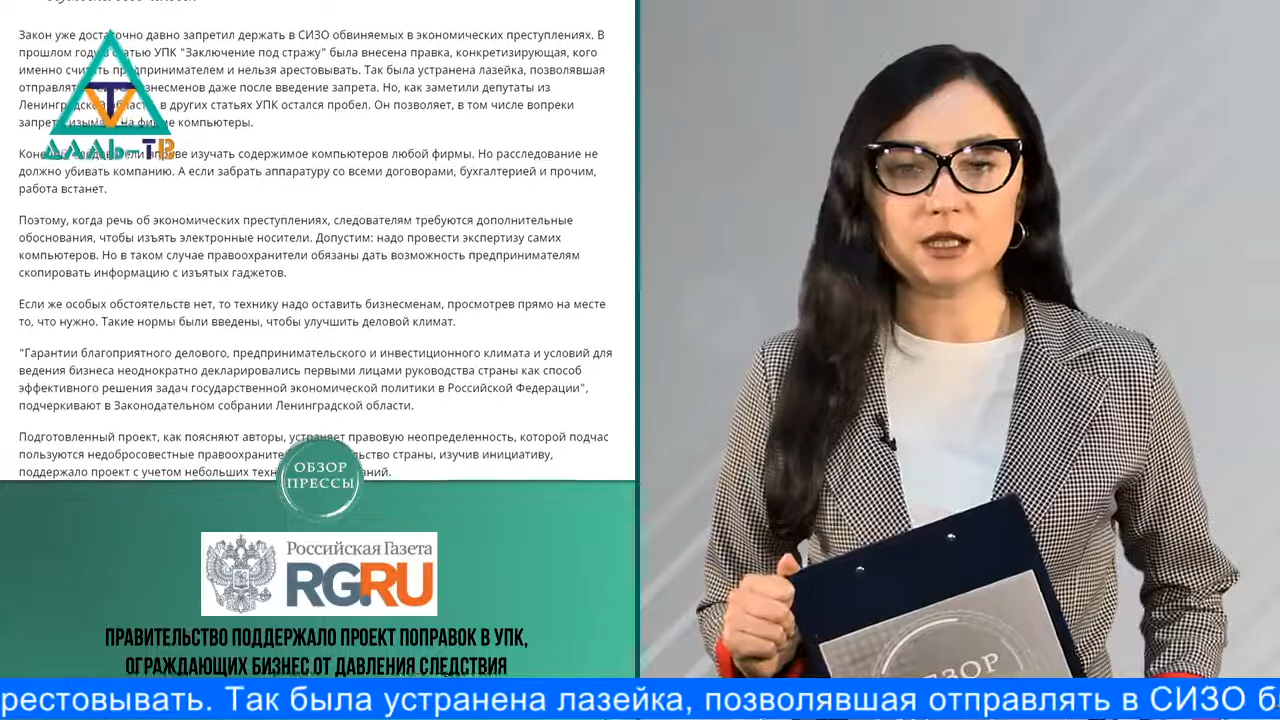 Закон уже достаточно давно запретил держать в СИЗО обвиняемых в экономических преступлениях. В
прошлом году в статью УПК "Заключение под стражу" была внесена правка, конкретизирующая, кого
именно считать предпринимателем и нельзя арестовывать. Так была устранена лазейка, позволявшая
отправлять бизнесменов даже после введение запрета. Но, как заметили депутаты из
Ленинградской области, в других статьях УПК остался пробел. Он позволяет, в том числе вопреки
запрету изымать на фирме компьютеры.
Конечно, следователи вправе изучать содержимое компьютеров любой фирмы. Но расследование не
должно убивать компанию. А если забрать аппаратуру со всеми договорами, бухгалтерией и прочим,
работа встанет.
Поэтому, когда речь об экономических преступлениях, следователям требуются дополнительные
обоснования, чтобы изъять электронные носители. Допустим: надо провести экспертизу самих
компьютеров. Но в таком случае правоохранители обязаны дать возможность предпринимателям
скопировать информацию с изъятых гаджетов.
Если же особых обстоятельств нет, то технику надо оставить бизнесменам, просмотрев прямо на месте
то, что нужно. Такие нормы были введены, чтобы улучшить деловой климат.
"Гарантии благоприятного делового, предпринимательского и инвестиционного климата и условий для
ведения бизнеса неоднократно декларировались первыми лицами руководства страны как способ
эффективного решения задач государственной экономической политики в Российской Федерации",
подчеркивают в Законодательном собрании Ленинградской области.
Подготовленный проект, как поясняют авторы, устраняет правовую неопределенность, которой подчас
пользуются недобросовестные страны, изучив инициативу,
поддержало проект с учетом небольших
ДАЛЬ-ТВ
ОБЗОР
ПРЕССЫ
Российская Газета
RG.RU
ПРАВИТЕЛЬСТВО ПОДДЕРЖАЛО ПРОЕКТ ПОПРАВОК В УПК,
ОГРАЖДАЮЩИХ БИЗНЕС ОТ ДАВЛЕНИЯ СЛЕДСТВИЯ
ОБЗОР
рестовывать. Так была устранена лазейка, позволявшая отправлять в СИЗО б